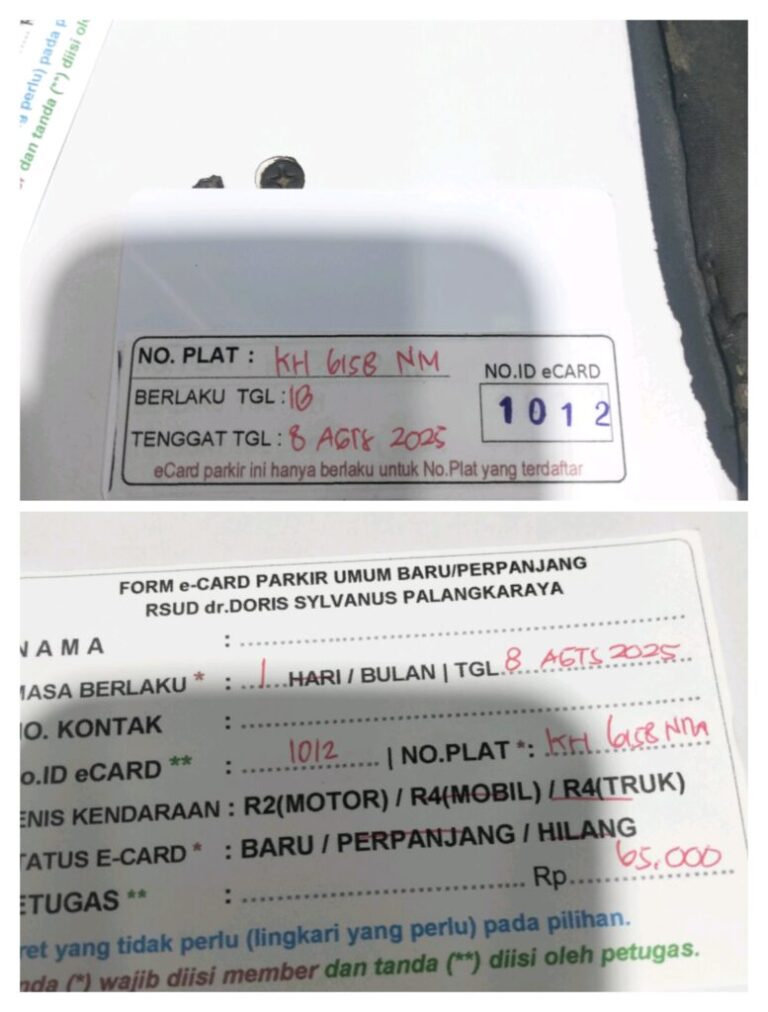 perlu) pada p
dan tanda (**) diisi ol
NO. PLAT : KH 6158 NM
BERLAKU TGL :
NO.ID eCARD
1012
TENGGAT TGL : 8 AGTS 2025
eCard parkir ini hanya berlaku untuk No.Plat yang terdaftar
FORM e-CARD PARKIR UMUM BARU/PERPANJANG
RSUD dr.DORIS SYLVANUS PALANGKARAYA
NAMA :
MASA BERLAKU * : 1 HARI / BULAN | TGL 8 AGTS 2025
O. KONTAK :
o.ID eCARD ** : 1012 | NO.PLAT *: KH 6158 NM
ENIS KENDARAAN : R2(MOTOR) / R4(MOBIL) / R4(TRUK)
TATUS E-CARD * : BARU / PERPANJANG / HILANG
ETUGAS ** : Rp 65.000
ret yang tidak perlu (lingkari yang perlu) pada pilihan.
nda (*) wajib diisi member dan tanda (**) diisi oleh petugas.